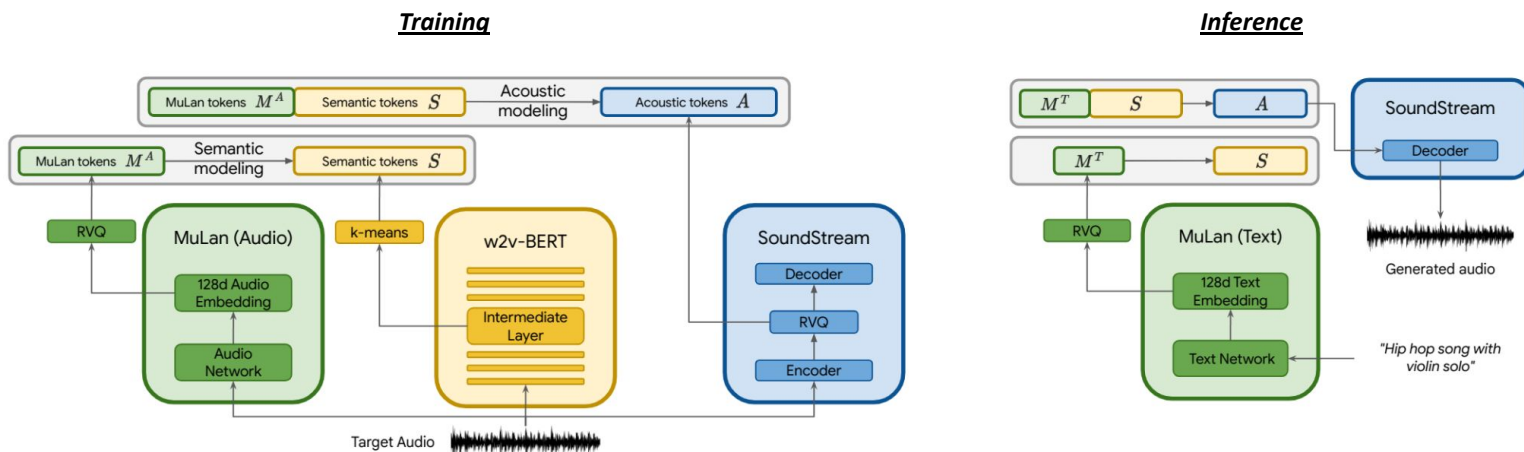 Training
MuLan tokens M^A Semantic tokens S Acoustic modeling Acoustic tokens A
MuLan tokens M^A Semantic modeling Semantic tokens S
RVQ
MuLan (Audio)
128d Audio Embedding
Audio Network
k-means
w2v-BERT
Intermediate Layer
SoundStream
Decoder
RVQ
Encoder
Target Audio
Inference
M^T S A
M^T S
SoundStream
Decoder
Generated audio
RVQ
MuLan (Text)
128d Text Embedding
Text Network
"Hip hop song with
violin solo"